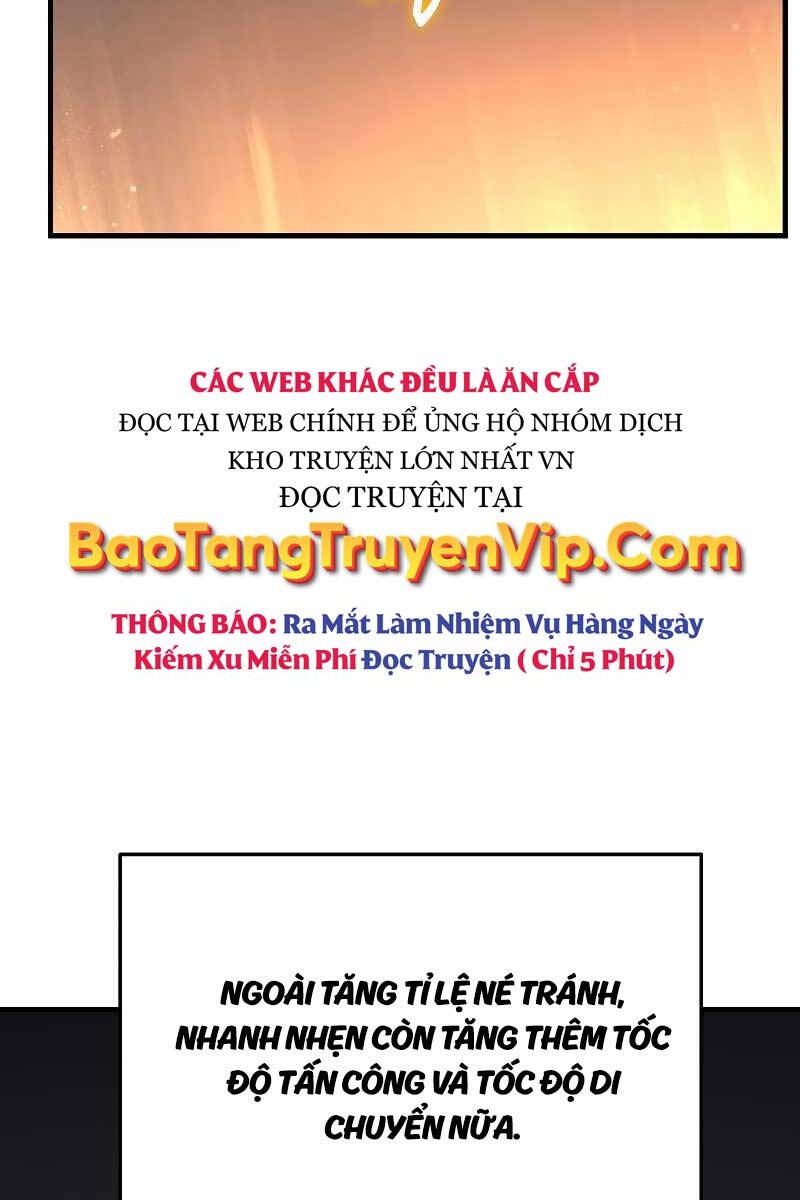 CÁC WEB KHÁC ĐỀU LÀ ĂN CẮP
ĐỌC TẠI WEB CHÍNH ĐỂ ỦNG HỘ NHÓM DỊCH
KHO TRUYỆN LỚN NHẤT VN
ĐỌC TRUYỆN TẠI
BaoTangTruyenVip.Com
THÔNG BÁO: Ra Mắt Làm Nhiệm Vụ Hàng Ngày
Kiếm Xu Miễn Phí Đọc Truyện ( Chỉ 5 Phút)
NGOÀI TĂNG TỈ LỆ NÉ TRÁNH,
NHANH NHẸN CÒN TĂNG THÊM TỐC
ĐỘ TẤN CÔNG VÀ TỐC ĐỘ DI
CHUYỂN NỮA.